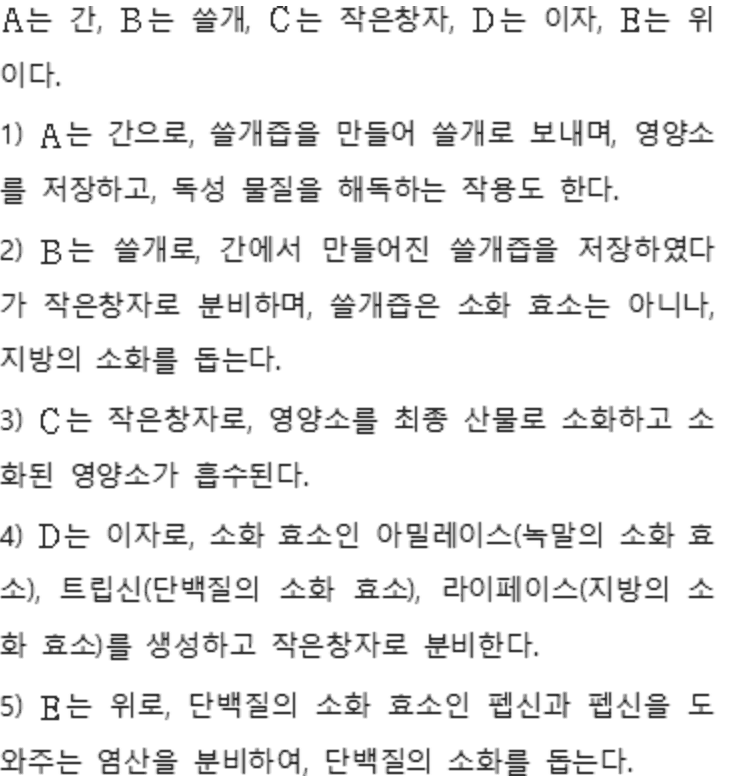 A는 간, B는 쓸개, C는 작은창자, D는 이자, E는 위
이다.
1) A는 간으로, 쓸개즙을 만들어 쓸개로 보내며, 영양소
를 저장하고, 독성 물질을 해독하는 작용도 한다.
2) B는 쓸개로, 간에서 만들어진 쓸개즙을 저장하였다
가 작은창자로 분비하며, 쓸개즙은 소화 효소는 아니나,
지방의 소화를 돕는다.
3) C는 작은창자로, 영양소를 최종 산물로 소화하고 소
화된 영양소가 흡수된다.
4) D는 이자로, 소화 효소인 아밀레이스(녹말의 소화 효
소), 트립신(단백질의 소화 효소), 라이페이스(지방의 소
화 효소)를 생성하고 작은창자로 분비한다.
5) E는 위로, 단백질의 소화 효소인 펩신과 펩신을 도
와주는 염산을 분비하여, 단백질의 소화를 돕는다.